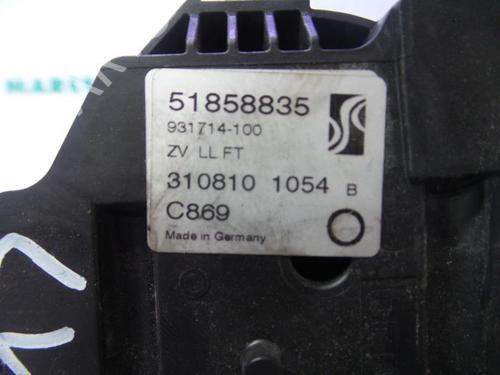 51858835
931714-100
ZV LL FT
310810 1054 B
C869
Made in Germany